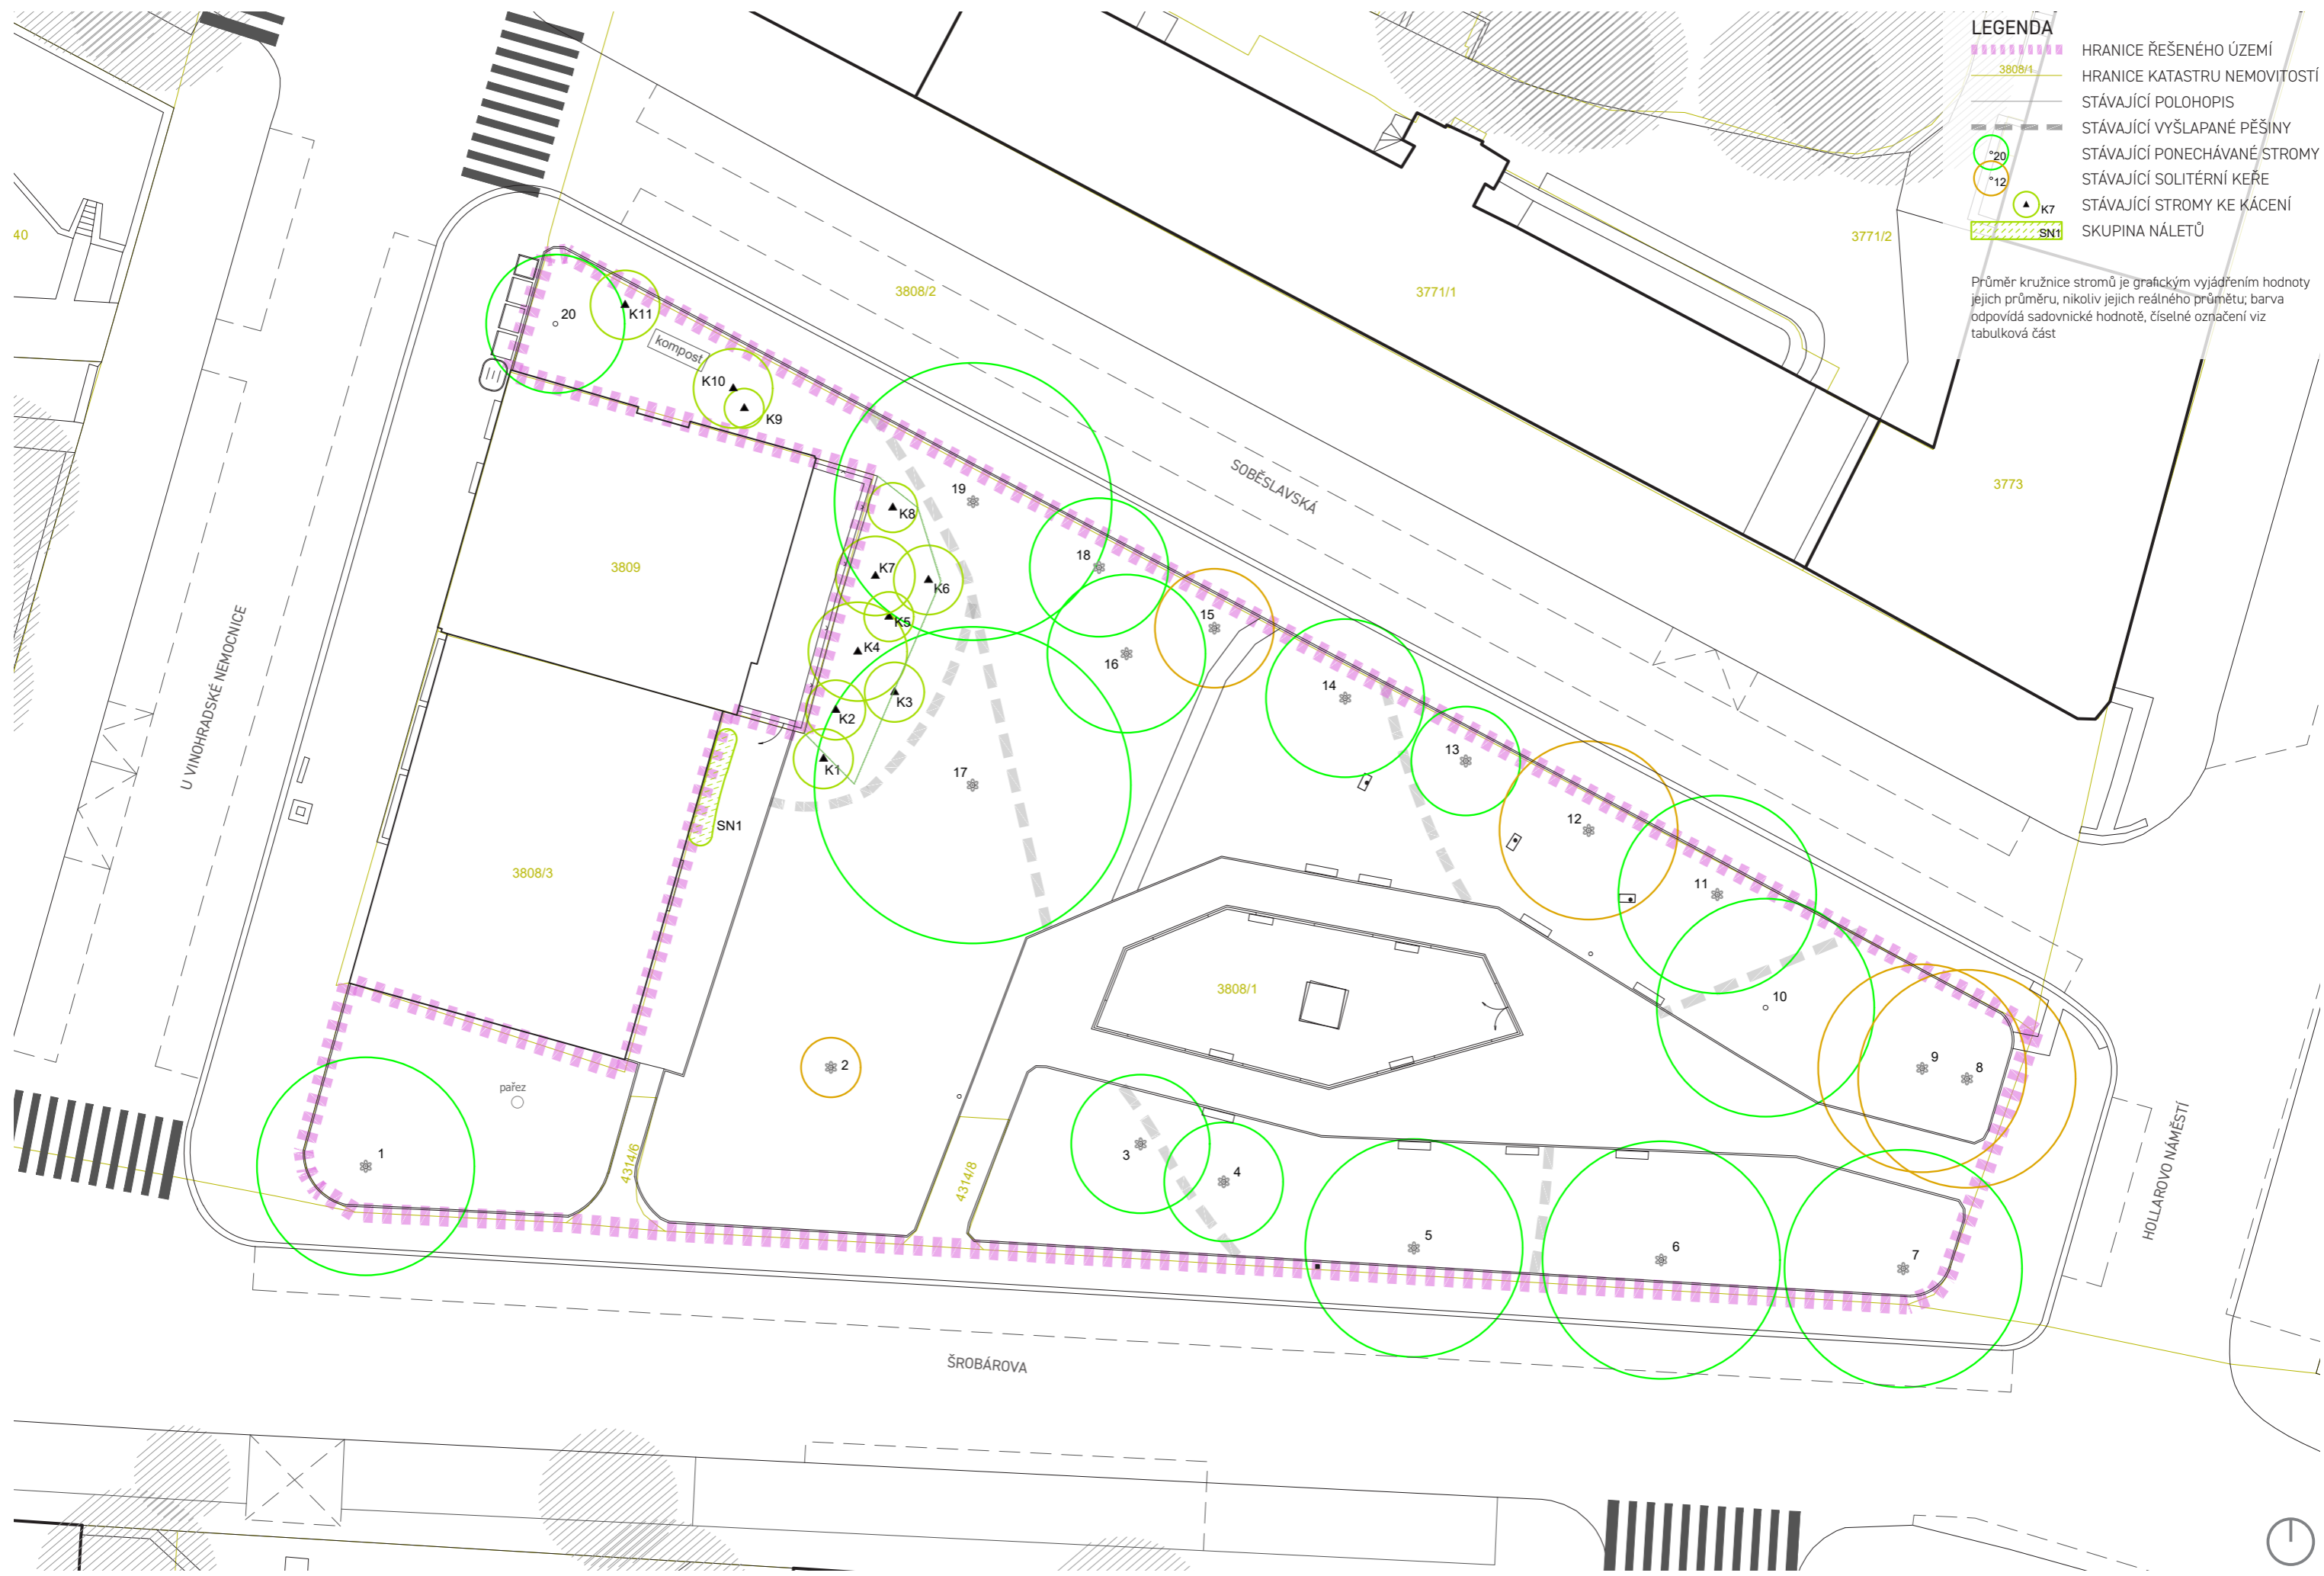 LEGENDA
HRANICE ŘEŠENÉHO ÚZEMÍ
3808/1
HRANICE KATASTRU NEMOVITOSTÍ
STÁVAJÍCÍ POLOHOPIS
STÁVAJÍCÍ VYŠLAPANÉ PĚŠINY
°20
STÁVAJÍCÍ PONECHÁVANÉ STROMY
°12
STÁVAJÍCÍ SOLITÉRNÍ KEŘE
K7
STÁVAJÍCÍ STROMY KE KÁCENÍ
SN1
SKUPINA NÁLETŮ
Průměr kružnice stromů je grafickým vyjádřením hodnoty
jejich průměru, nikoliv jejich reálného průmětu; barva
odpovídá sadovnické hodnotě, číselné označení viz
tabulková část
40
3771/2
3808/2
3771/1
20
K11
kompost
K10
K9
SOBĚSLAVSKÁ
3773
19
K8
18
3809
K7
K6
15
K5
U VINOHRADSKÉ NEMOCNICE
K4
16
14
K3
K2
13
K1
17
SN1
12
3808/3
11
3808/1
10
9
8
2
pařez
HOLLAROVO NÁMĚSTÍ
1
3
4314/6
4
4314/8
5
6
7
ŠROBÁROVA